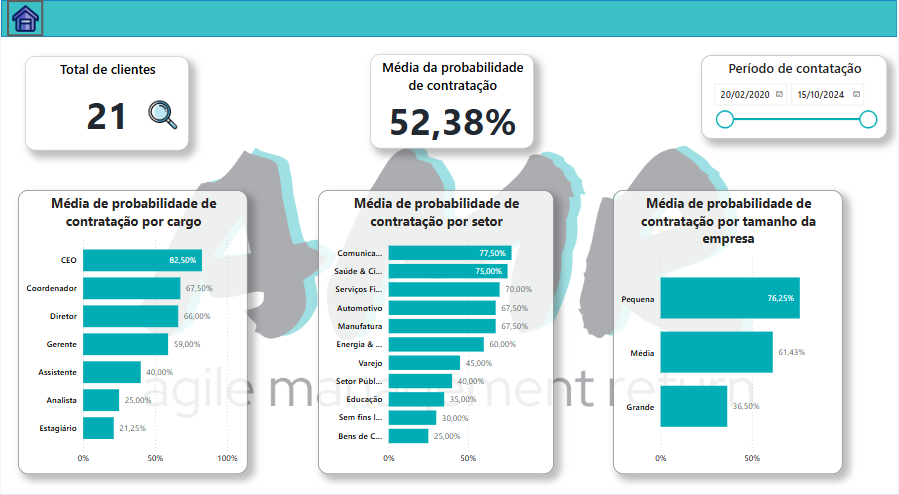 Total de clientes
21
Média da probabilidade
de contratação
52,38%
Período de contatação
20/02/2020
15/10/2024
Média de probabilidade de
contratação por cargo
CEO
82,50%
Coordenador
67,50%
Diretor
66,00%
Gerente
59,00%
Assistente
40,00%
Analista
25,00%
Estagiário
21,25%
0%
50%
100%
Média de probabilidade de
contratação por setor
Comunica...
77,50%
Saúde & Ci...
75,00%
Serviços Fi...
70,00%
Automotivo
67,50%
Manufatura
67,50%
Energia & ...
60,00%
Varejo
45,00%
Setor Públ...
40,00%
Educação
35,00%
Sem fins l...
30,00%
Bens de C...
25,00%
0%
50%
Média de probabilidade de
contratação por tamanho da
empresa
Pequena
76,25%
Média
61,43%
Grande
36,50%
0%
50%
agile management return